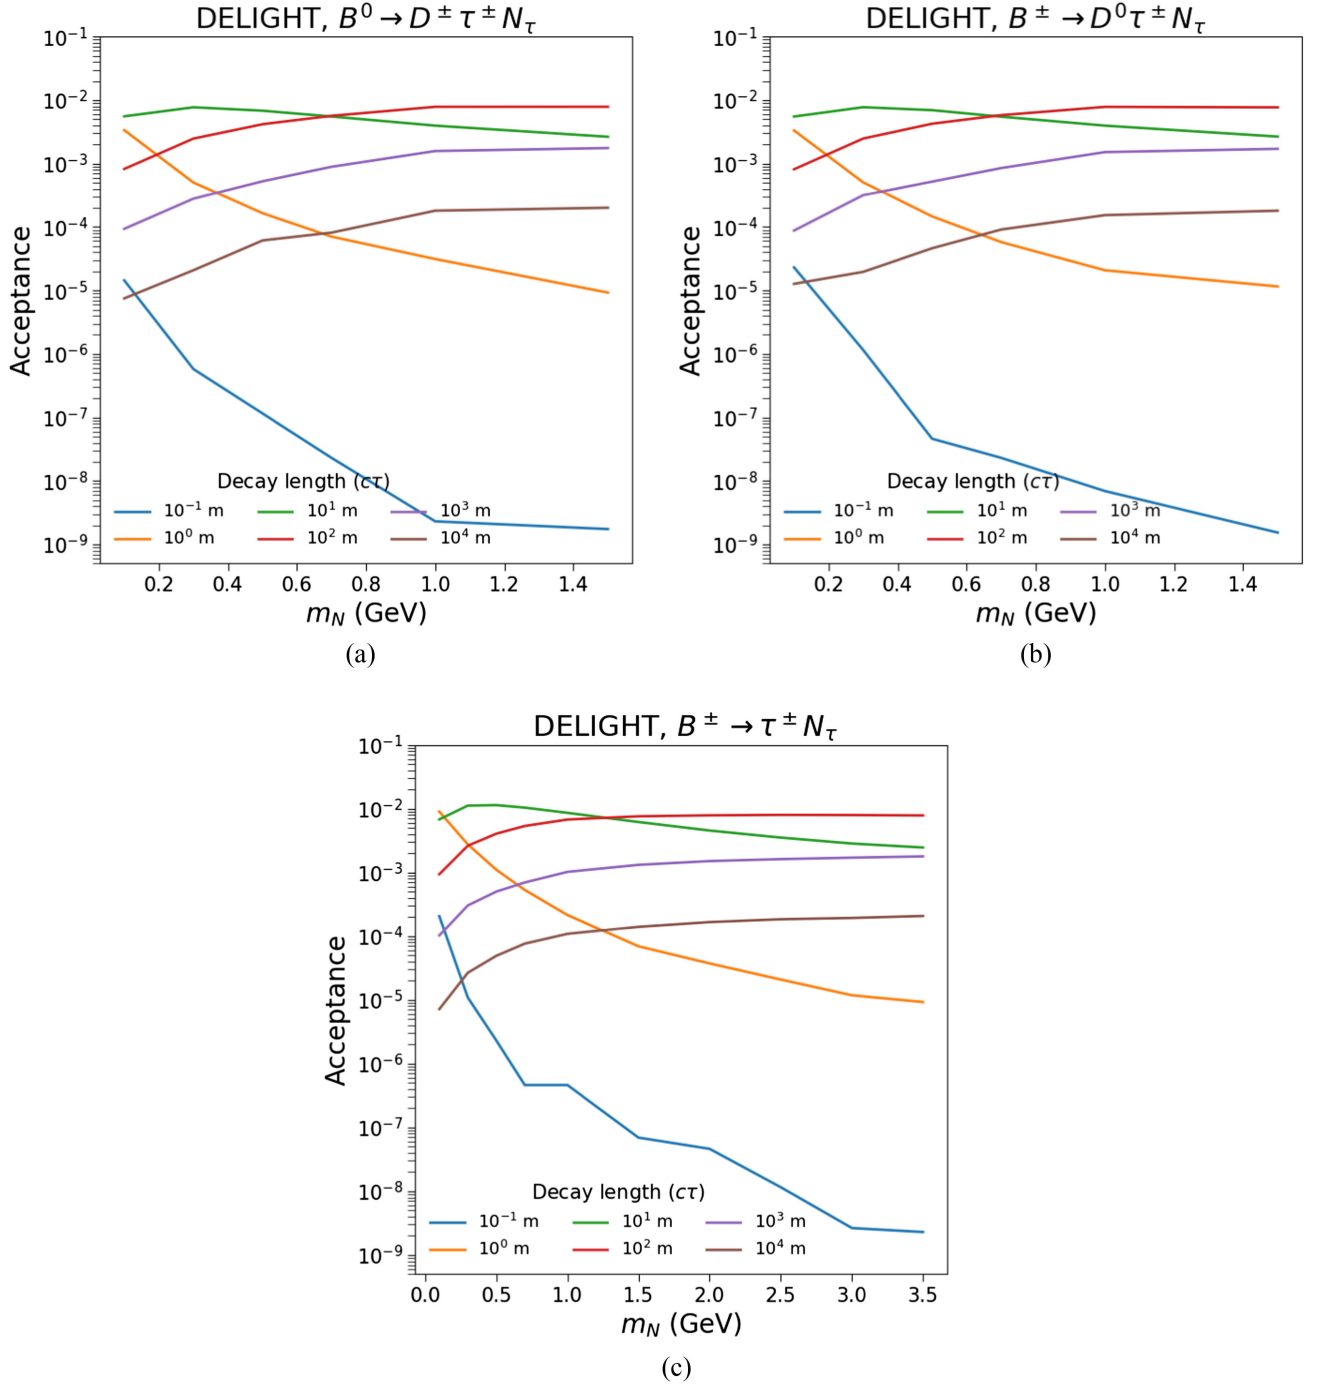 DELIGHT, B⁰ → D^± τ^± N_τ
10⁻¹
10⁻²
10⁻³
10⁻⁴
10⁻⁵
10⁻⁶
10⁻⁷
10⁻⁸
10⁻⁹
Acceptance
Decay length (cτ)
10⁻¹ m 10¹ m 10³ m
10⁰ m 10² m 10⁴ m
0.2 0.4 0.6 0.8 1.0 1.2 1.4
m_N (GeV)
(a)
DELIGHT, B^± → D⁰ τ^± N_τ
10⁻¹
10⁻²
10⁻³
10⁻⁴
10⁻⁵
10⁻⁶
10⁻⁷
10⁻⁸
10⁻⁹
Acceptance
Decay length (cτ)
10⁻¹ m 10¹ m 10³ m
10⁰ m 10² m 10⁴ m
0.2 0.4 0.6 0.8 1.0 1.2 1.4
m_N (GeV)
(b)
DELIGHT, B^± → τ^± N_τ
10⁻¹
10⁻²
10⁻³
10⁻⁴
10⁻⁵
10⁻⁶
10⁻⁷
10⁻⁸
10⁻⁹
Acceptance
Decay length (cτ)
10⁻¹ m 10¹ m 10³ m
10⁰ m 10² m 10⁴ m
0.0 0.5 1.0 1.5 2.0 2.5 3.0 3.5
m_N (GeV)
(c)